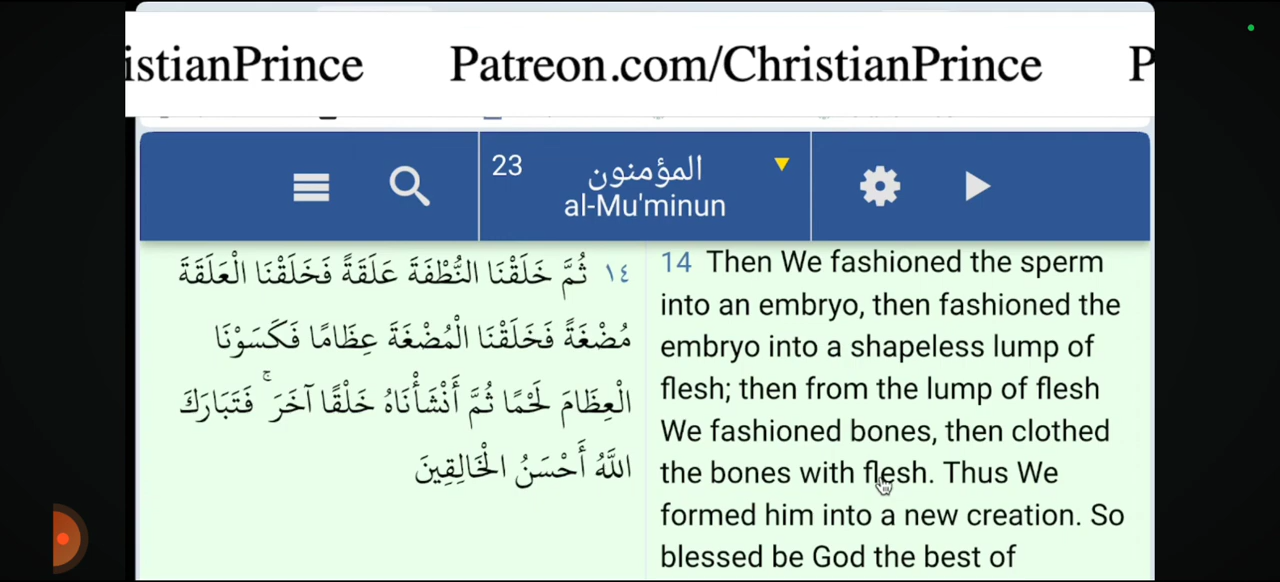 istianPrince Patreon.com/ChristianPrince P
23
المؤمنون
al-Mu'minun
١٤ ثُمَّ خَلَقْنَا النُّطْفَةَ عَلَقَةً فَخَلَقْنَا الْعَلَقَةَ
مُضْغَةً فَخَلَقْنَا الْمُضْغَةَ عِظَامًا فَكَسَوْنَا
الْعِظَامَ لَحْمًا ثُمَّ أَنْشَأْنَاهُ خَلْقًا آخَرَ ۚ فَتَبَارَكَ
اللَّهُ أَحْسَنُ الْخَالِقِينَ
14 Then We fashioned the sperm
into an embryo, then fashioned the
embryo into a shapeless lump of
flesh; then from the lump of flesh
We fashioned bones, then clothed
the bones with flesh. Thus We
formed him into a new creation. So
blessed be God the best of